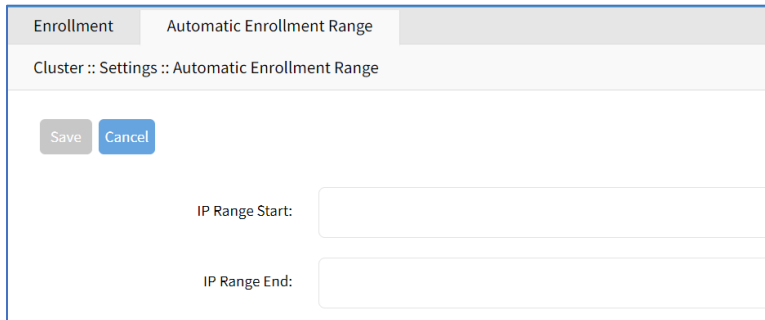 Enrollment Automatic Enrollment Range
Cluster :: Settings :: Automatic Enrollment Range
Save Cancel
IP Range Start:
IP Range End: